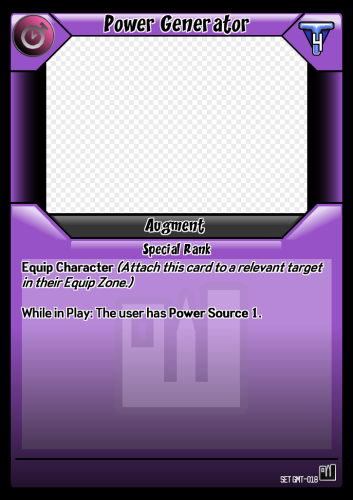 Power Generator
4
Augment
Special Rank
Equip Character (Attach this card to a relevant target
in their Equip Zone.)
While in Play: The user has Power Source 1.
SET GMT-018